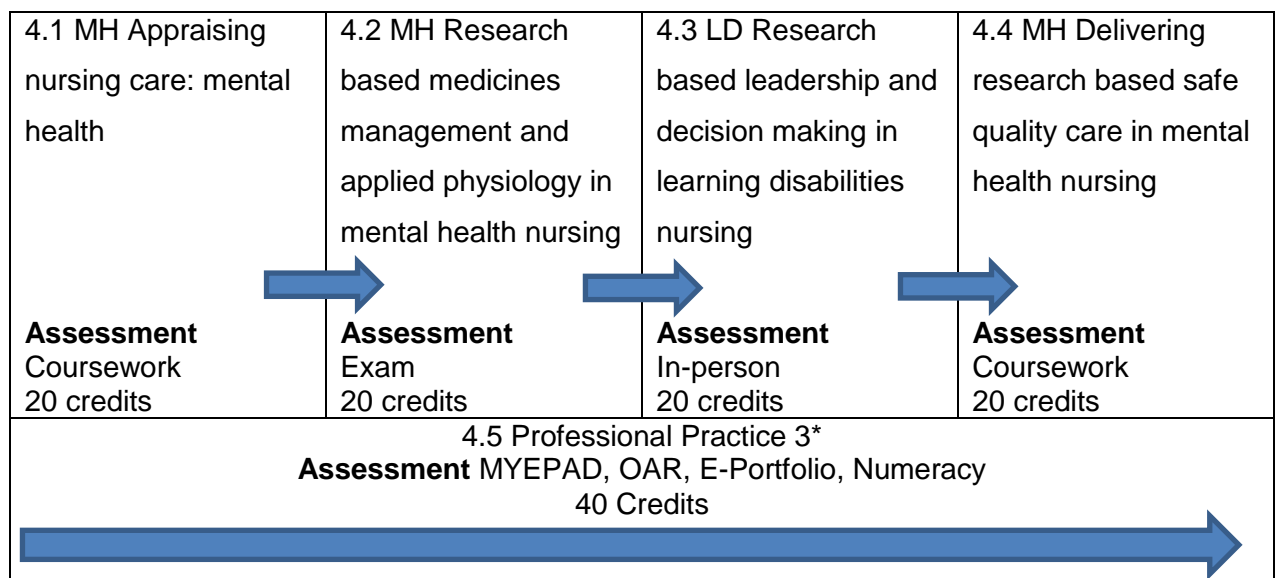 4.1 MH Appraising
nursing care: mental
health
Assessment
Coursework
20 credits
4.2 MH Research
based medicines
management and
applied physiology in
mental health nursing
Assessment
Exam
20 credits
4.3 LD Research
based leadership and
decision making in
learning disabilities
nursing
Assessment
In-person
20 credits
4.4 MH Delivering
research based safe
quality care in mental
health nursing
Assessment
Coursework
20 credits
4.5 Professional Practice 3*
Assessment MYEPAD, OAR, E-Portfolio, Numeracy
40 Credits